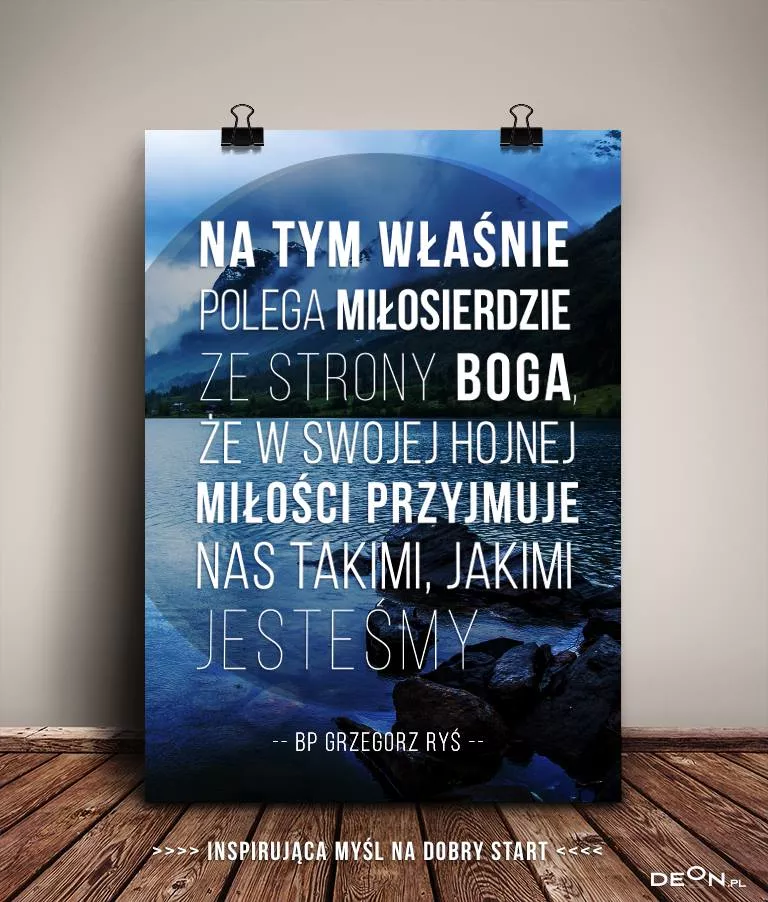 NA TYM WŁAŚNIE
POLEGA MIŁOSIERDZIE
ZE STRONY BOGA,
ŻE W SWOJEJ HOJNEJ
MIŁOŚCI PRZYJMUJE
NAS TAKIMI, JAKIMI
JESTEŚMY
-- BP GRZEGORZ RYŚ --
>>>> INSPIRUJĄCA MYŚL NA DOBRY START <<<<
DEON.PL